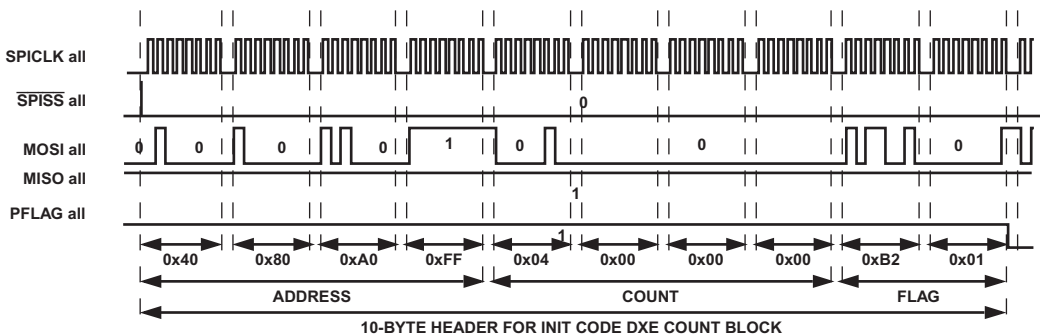 SPICLK all
SPISS all
0
MOSI all
0 0 0 0 1 0 0 0
MISO all
1
PFLAG all
1
0x40 0x80 0xA0 0xFF 0x04 0x00 0x00 0x00 0xB2 0x01
ADDRESS COUNT FLAG
10-BYTE HEADER FOR INIT CODE DXE COUNT BLOCK